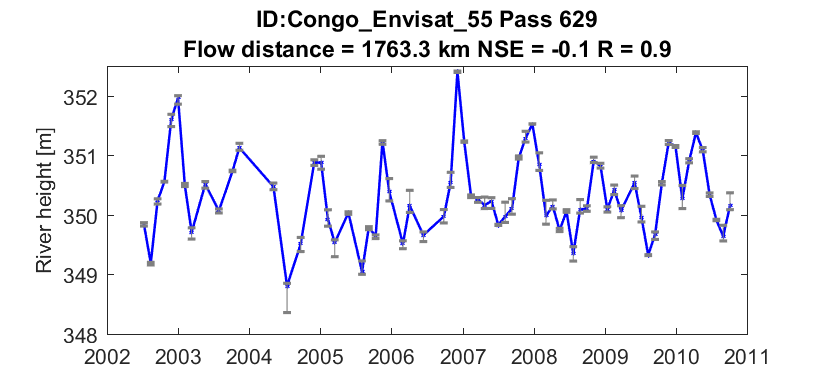 ID:Congo_Envisat_55 Pass 629
Flow distance = 1763.3 km NSE = -0.1 R = 0.9
River height [m]
352
351
350
349
348
2002 2003 2004 2005 2006 2007 2008 2009 2010 2011